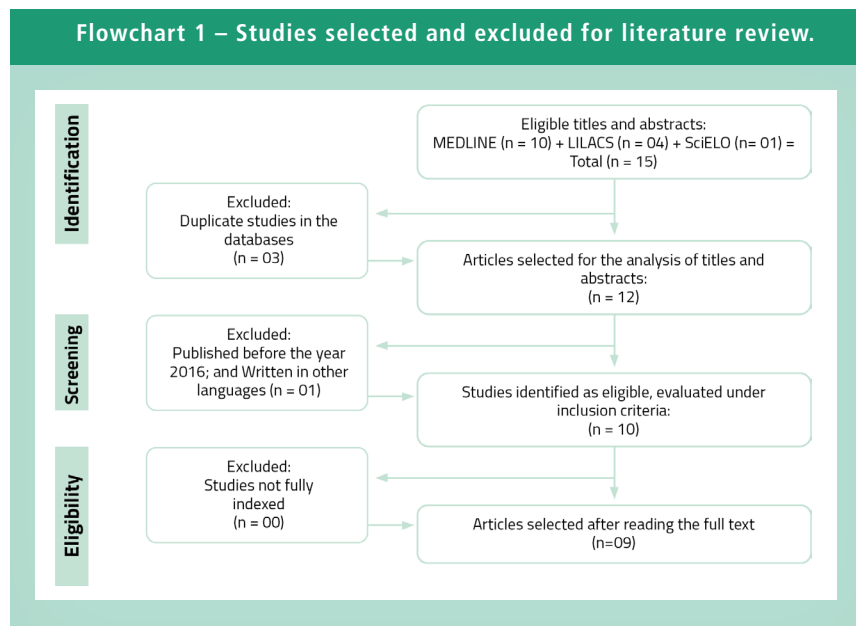 Flowchart 1 – Studies selected and excluded for literature review.
Identification
Eligible titles and abstracts:
MEDLINE (n = 10) + LILACS (n = 04) + SciELO (n= 01) =
Total (n = 15)
Excluded:
Duplicate studies in the
databases
(n = 03)
Articles selected for the analysis of titles and
abstracts:
(n = 12)
Screening
Excluded:
Published before the year
2016; and Written in other
languages (n = 01)
Studies identified as eligible, evaluated under
inclusion criteria:
(n = 10)
Eligibility
Excluded:
Studies not fully
indexed
(n = 00)
Articles selected after reading the full text
(n=09)